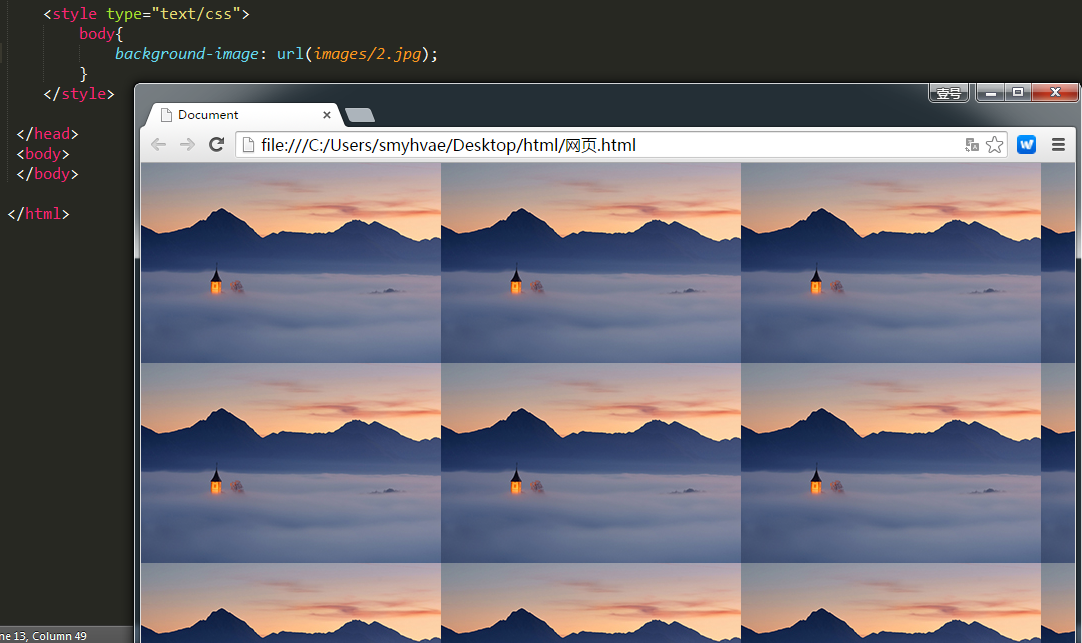 <style type="text/css">
body{
background-image: url(images/2.jpg);
}
</style>
</head>
<body>
</body>
</html>
壹号
Document
file:///C:/Users/smyhvae/Desktop/html/网页.html
W
ne 13, Column 49